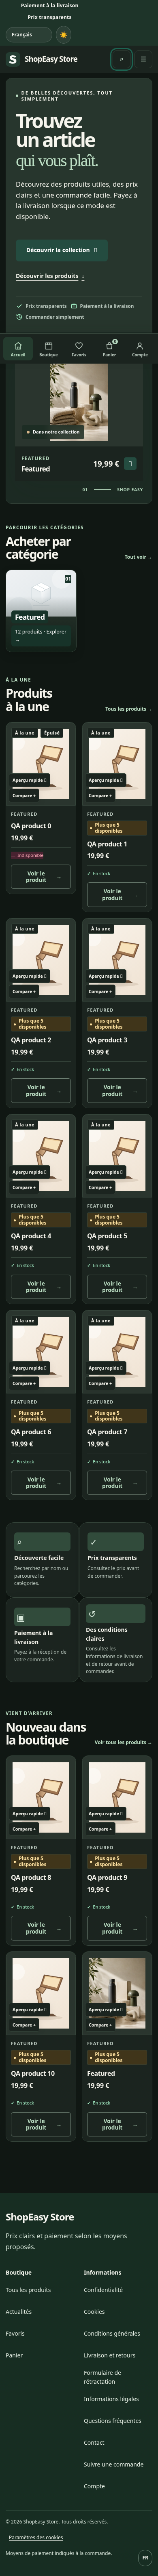 Paiement à la livraison
Prix transparents
Français
S ShopEasy Store
DE BELLES DÉCOUVERTES, TOUT
SIMPLEMENT
Trouvez
un article
qui vous plaît.
Découvrez des produits utiles, des prix
clairs et une commande facile. Payez à
la livraison lorsque ce mode est
disponible.
Découvrir la collection
Découvrir les produits ↓
Prix transparents Paiement à la livraison
Commander simplement
Accueil Boutique Favoris 0 Panier Compte
Dans notre collection
FEATURED
Featured 19,99 €
01 SHOP EASY
PARCOURIR LES CATÉGORIES
Acheter par
catégorie
Tout voir →
01
Featured
12 produits · Explorer
→
À LA UNE
Produits
à la une
Tous les produits →
À la une Épuisé
Aperçu rapide
Compare +
FEATURED
QA product 0
19,99 €
— Indisponible
Voir le
produit →
À la une
Aperçu rapide
Compare +
FEATURED
Plus que 5
disponibles
QA product 1
19,99 €
✓ En stock
Voir le
produit →
À la une
Aperçu rapide
Compare +
FEATURED
Plus que 5
disponibles
QA product 2
19,99 €
✓ En stock
Voir le
produit →
À la une
Aperçu rapide
Compare +
FEATURED
Plus que 5
disponibles
QA product 3
19,99 €
✓ En stock
Voir le
produit →
À la une
Aperçu rapide
Compare +
FEATURED
Plus que 5
disponibles
QA product 4
19,99 €
✓ En stock
Voir le
produit →
À la une
Aperçu rapide
Compare +
FEATURED
Plus que 5
disponibles
QA product 5
19,99 €
✓ En stock
Voir le
produit →
À la une
Aperçu rapide
Compare +
FEATURED
Plus que 5
disponibles
QA product 6
19,99 €
✓ En stock
Voir le
produit →
À la une
Aperçu rapide
Compare +
FEATURED
Plus que 5
disponibles
QA product 7
19,99 €
✓ En stock
Voir le
produit →
Découverte facile
Recherchez par nom ou
parcourez les
catégories.
✓
Prix transparents
Consultez le prix avant
de commander.
Paiement à la
livraison
Payez à la réception de
votre commande.
↺
Des conditions
claires
Consultez les
informations de livraison
et de retour avant de
commander.
VIENT D'ARRIVER
Nouveau dans
la boutique
Voir tous les produits →
Aperçu rapide
Compare +
FEATURED
Plus que 5
disponibles
QA product 8
19,99 €
✓ En stock
Voir le
produit →
Aperçu rapide
Compare +
FEATURED
Plus que 5
disponibles
QA product 9
19,99 €
✓ En stock
Voir le
produit →
Aperçu rapide
Compare +
FEATURED
Plus que 5
disponibles
QA product 10
19,99 €
✓ En stock
Voir le
produit →
Aperçu rapide
Compare +
FEATURED
Plus que 5
disponibles
Featured
19,99 €
✓ En stock
Voir le
produit →
ShopEasy Store
Prix clairs et paiement selon les moyens
proposés.
Boutique
Tous les produits
Actualités
Favoris
Panier
Informations
Confidentialité
Cookies
Conditions générales
Livraison et retours
Formulaire de
rétractation
Informations légales
Questions fréquentes
Contact
Suivre une commande
Compte
© 2026 ShopEasy Store. Tous droits réservés.
Paramètres des cookies
Moyens de paiement indiqués à la commande.
FR